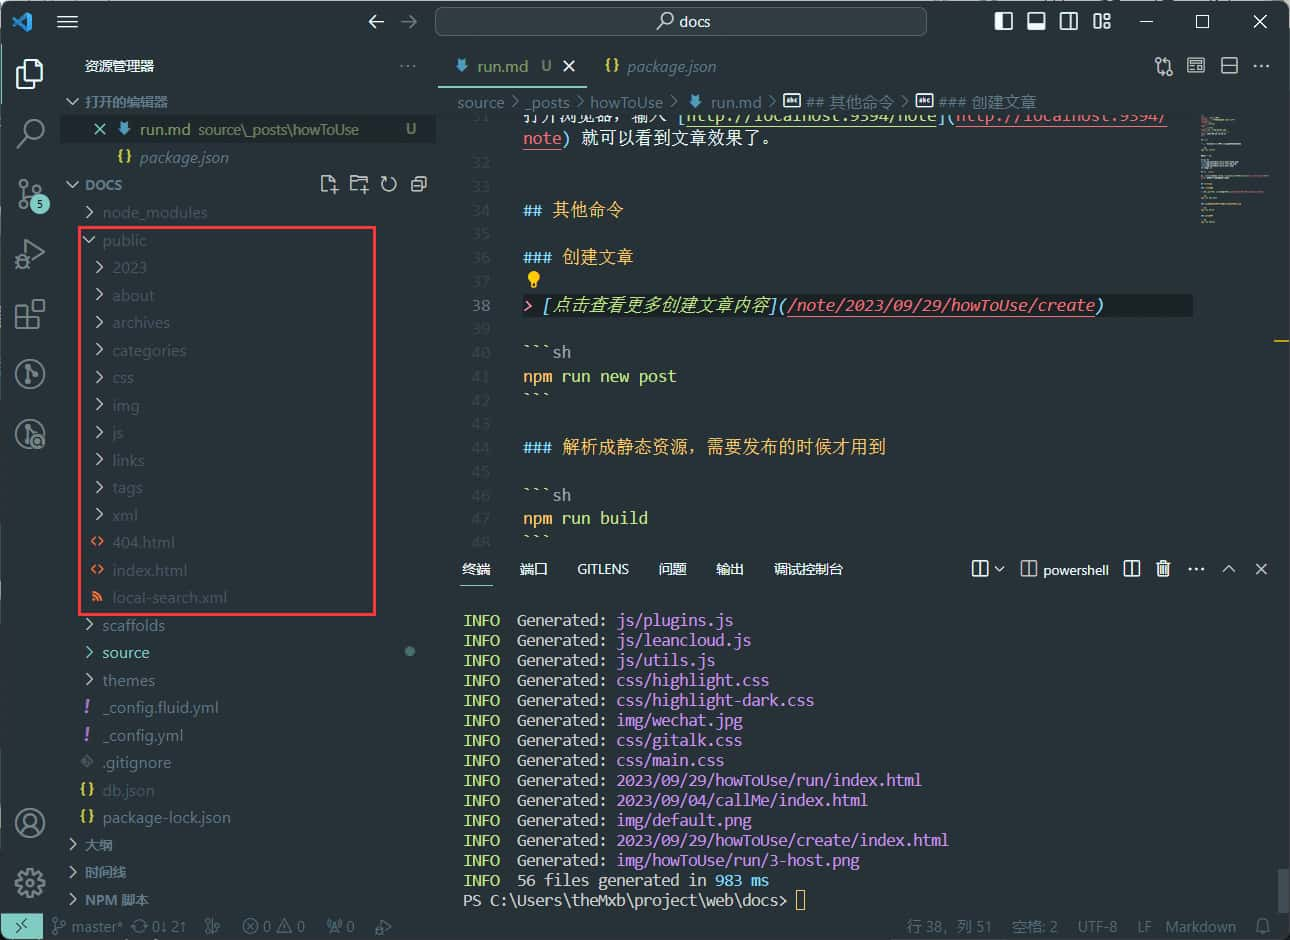 docs
资源管理器
打开的编辑器
run.md source\_posts\howToUse U
package.json
DOCS
node_modules
public
2023
about
archives
categories
css
img
js
links
tags
xml
404.html
index.html
local-search.xml
scaffolds
source
themes
_config.fluid.yml
_config.yml
.gitignore
db.json
package-lock.json
大纲
时间线
NPM 脚本
5
run.md U
package.json
source > _posts > howToUse > run.md > ## 其他命令 > ### 创建文章
31 打开浏览器，输入 [http://localhost:9394/note](http://localhost:9394/
note) 就可以看到文章效果了。
32
33
34 ## 其他命令
35
36 ### 创建文章
37
38 > [点击查看更多创建文章内容](/note/2023/09/29/howToUse/create)
39
40 ```sh
41 npm run new post
42 ```
43
44 ### 解析成静态资源，需要发布的时候才用到
45
46 ```sh
47 npm run build
48 ```
终端 端口 GITLENS 问题 输出 调试控制台 powershell
INFO Generated: js/plugins.js
INFO Generated: js/leancloud.js
INFO Generated: js/utils.js
INFO Generated: css/highlight.css
INFO Generated: css/highlight-dark.css
INFO Generated: img/wechat.jpg
INFO Generated: css/gitalk.css
INFO Generated: css/main.css
INFO Generated: 2023/09/29/howToUse/run/index.html
INFO Generated: 2023/09/04/callMe/index.html
INFO Generated: img/default.png
INFO Generated: 2023/09/29/howToUse/create/index.html
INFO Generated: img/howToUse/run/3-host.png
INFO 56 files generated in 983 ms
PS C:\Users\theMxb\project\web\docs>
master* 0↓ 21 0 0 0 行 38，列 51 空格: 2 UTF-8 LF Markdown